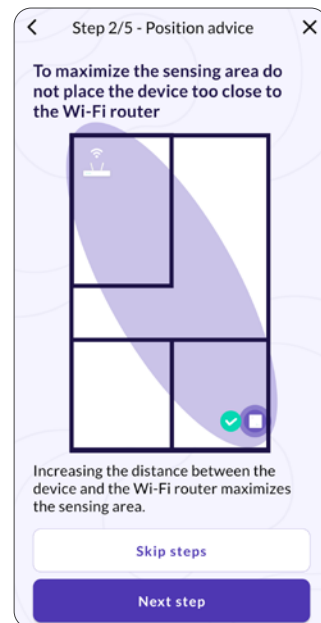 Step 2/5 - Position advice
To maximize the sensing area do
not place the device too close to
the Wi-Fi router
Increasing the distance between the
device and the Wi-Fi router maximizes
the sensing area.
Skip steps
Next step